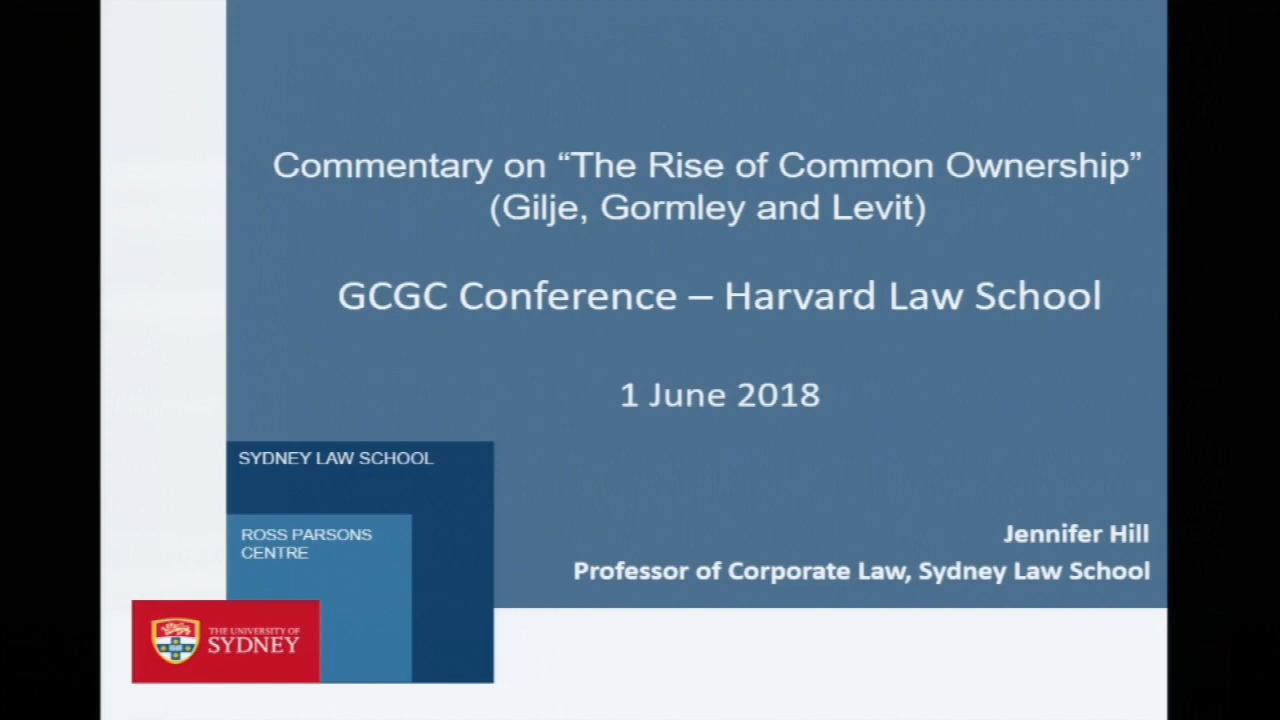 Commentary on “The Rise of Common Ownership”
(Gilje, Gormley and Levit)
GCGC Conference – Harvard Law School
1 June 2018
SYDNEY LAW SCHOOL
ROSS PARSONS
CENTRE
Jennifer Hill
Professor of Corporate Law, Sydney Law School
THE UNIVERSITY OF
SYDNEY